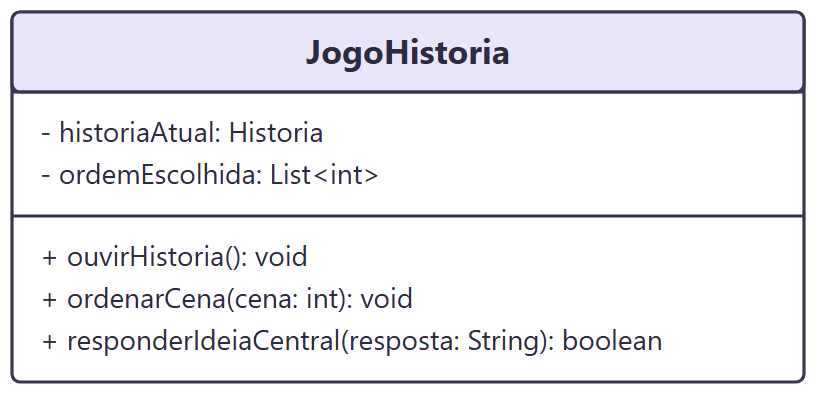 JogoHistoria
- historiaAtual: Historia
- ordemEscolhida: List<int>
+ ouvirHistoria(): void
+ ordenarCena(cena: int): void
+ responderIdeiaCentral(resposta: String): boolean